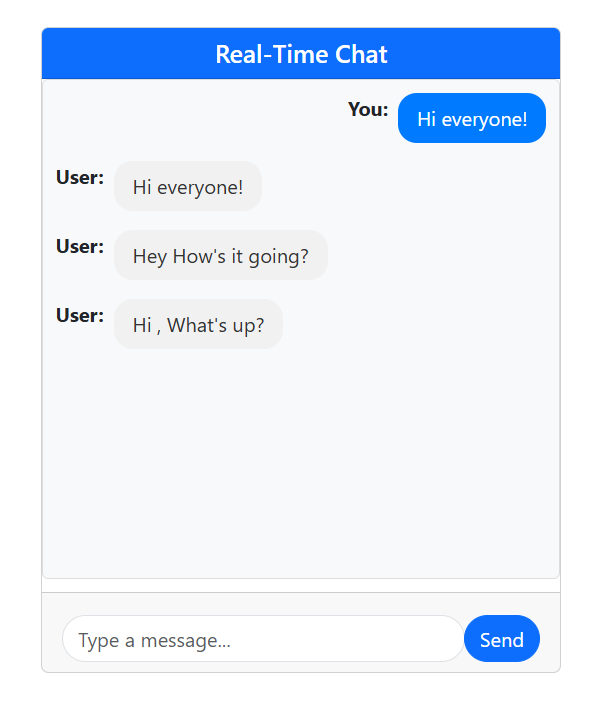 Real-Time Chat
You: Hi everyone!
User: Hi everyone!
User: Hey How's it going?
User: Hi , What's up?
Type a message... Send